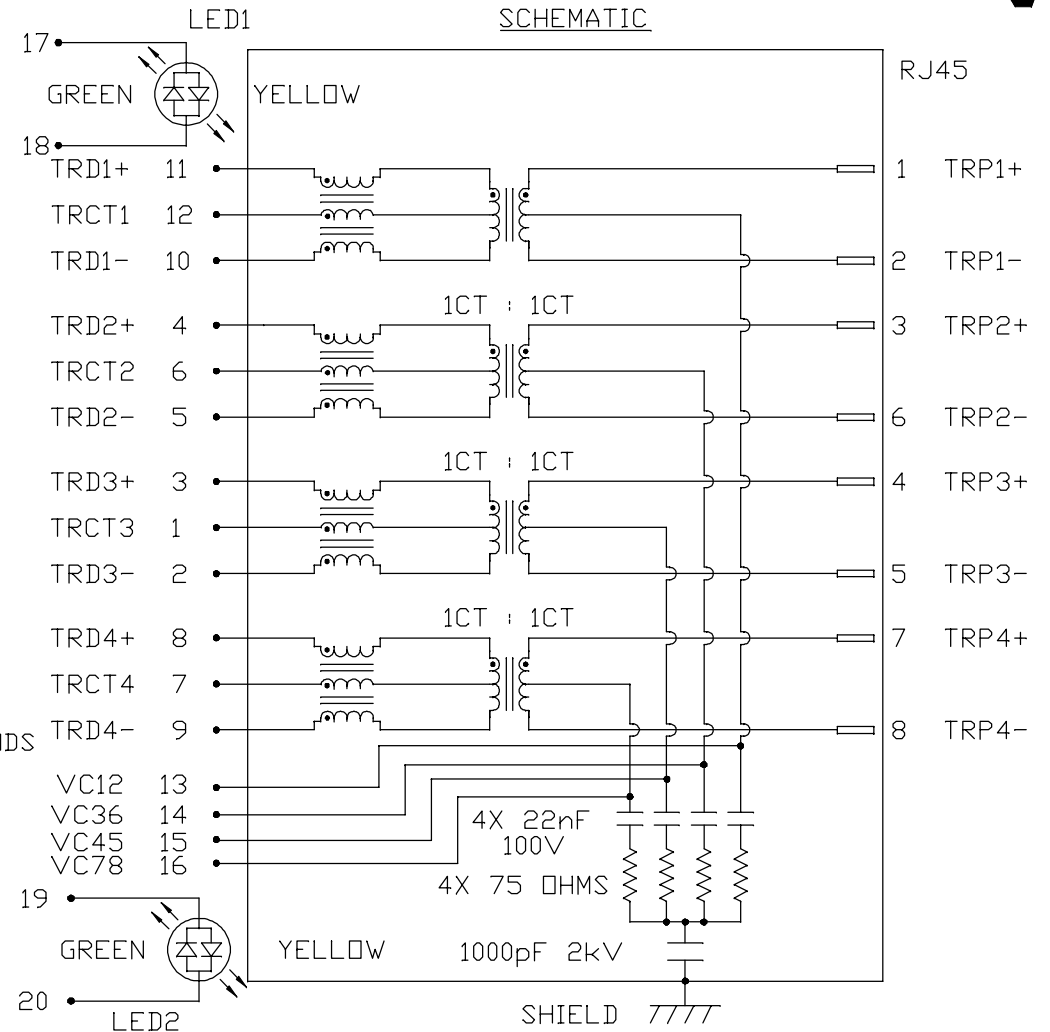 LED1
SCHEMATIC
17
RJ45
GREEN
YELLOW
18
TRD1+ 11
1 TRP1+
TRCT1 12
TRD1- 10
2 TRP1-
1CT : 1CT
TRD2+ 4
3 TRP2+
TRCT2 6
TRD2- 5
6 TRP2-
1CT : 1CT
TRD3+ 3
4 TRP3+
TRCT3 1
TRD3- 2
5 TRP3-
1CT : 1CT
TRD4+ 8
7 TRP4+
TRCT4 7
TRD4- 9
8 TRP4-
VC12 13
VC36 14
4X 22nF
100V
VC45 15
VC78 16
4X 75 OHMS
19
GREEN
YELLOW
1000pF 2kV
20
SHIELD
LED2